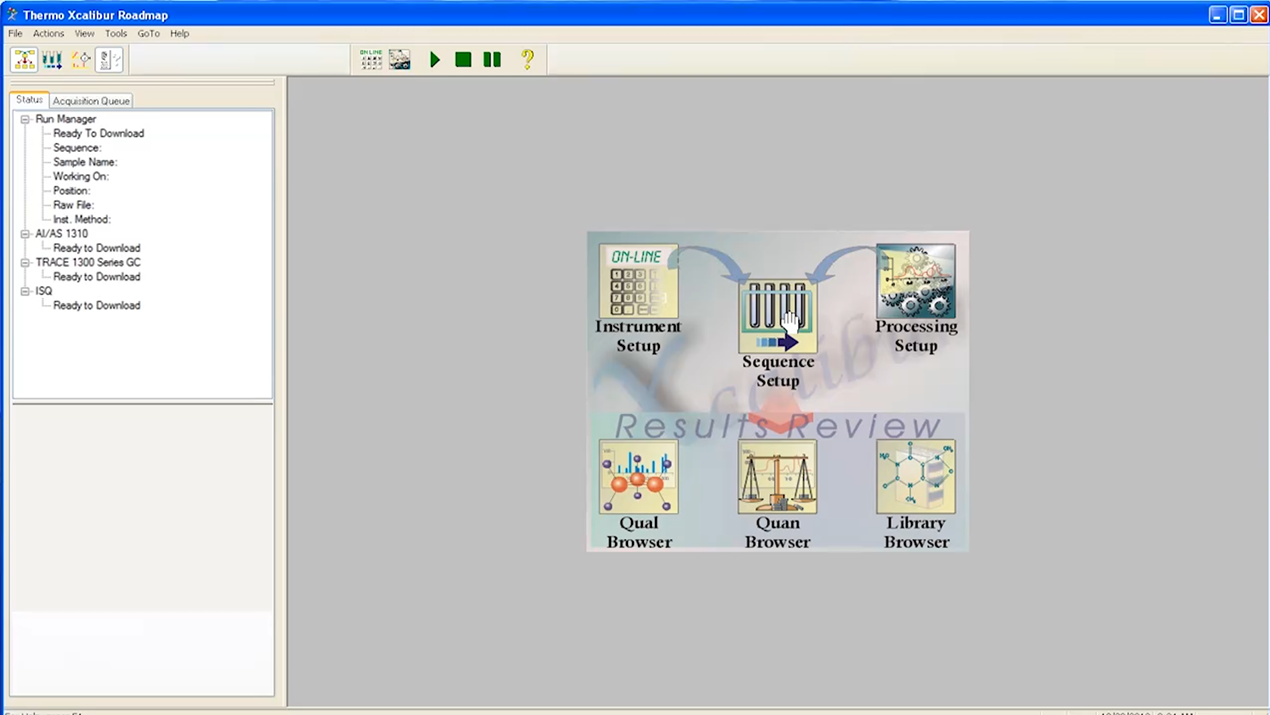 Thermo Xcalibur Roadmap
File Actions View Tools GoTo Help
ON LINE
Status Acquisition Queue
Run Manager
Ready To Download
Sequence:
Sample Name:
Working On:
Position:
Raw File:
Inst. Method:
AI/AS 1310
Ready to Download
TRACE 1300 Series GC
Ready to Download
ISQ
Ready to Download
ON-LINE
Instrument
Setup
Sequence
Setup
Processing
Setup
Xcalibur
Results Review
Qual
Browser
Quan
Browser
Library
Browser